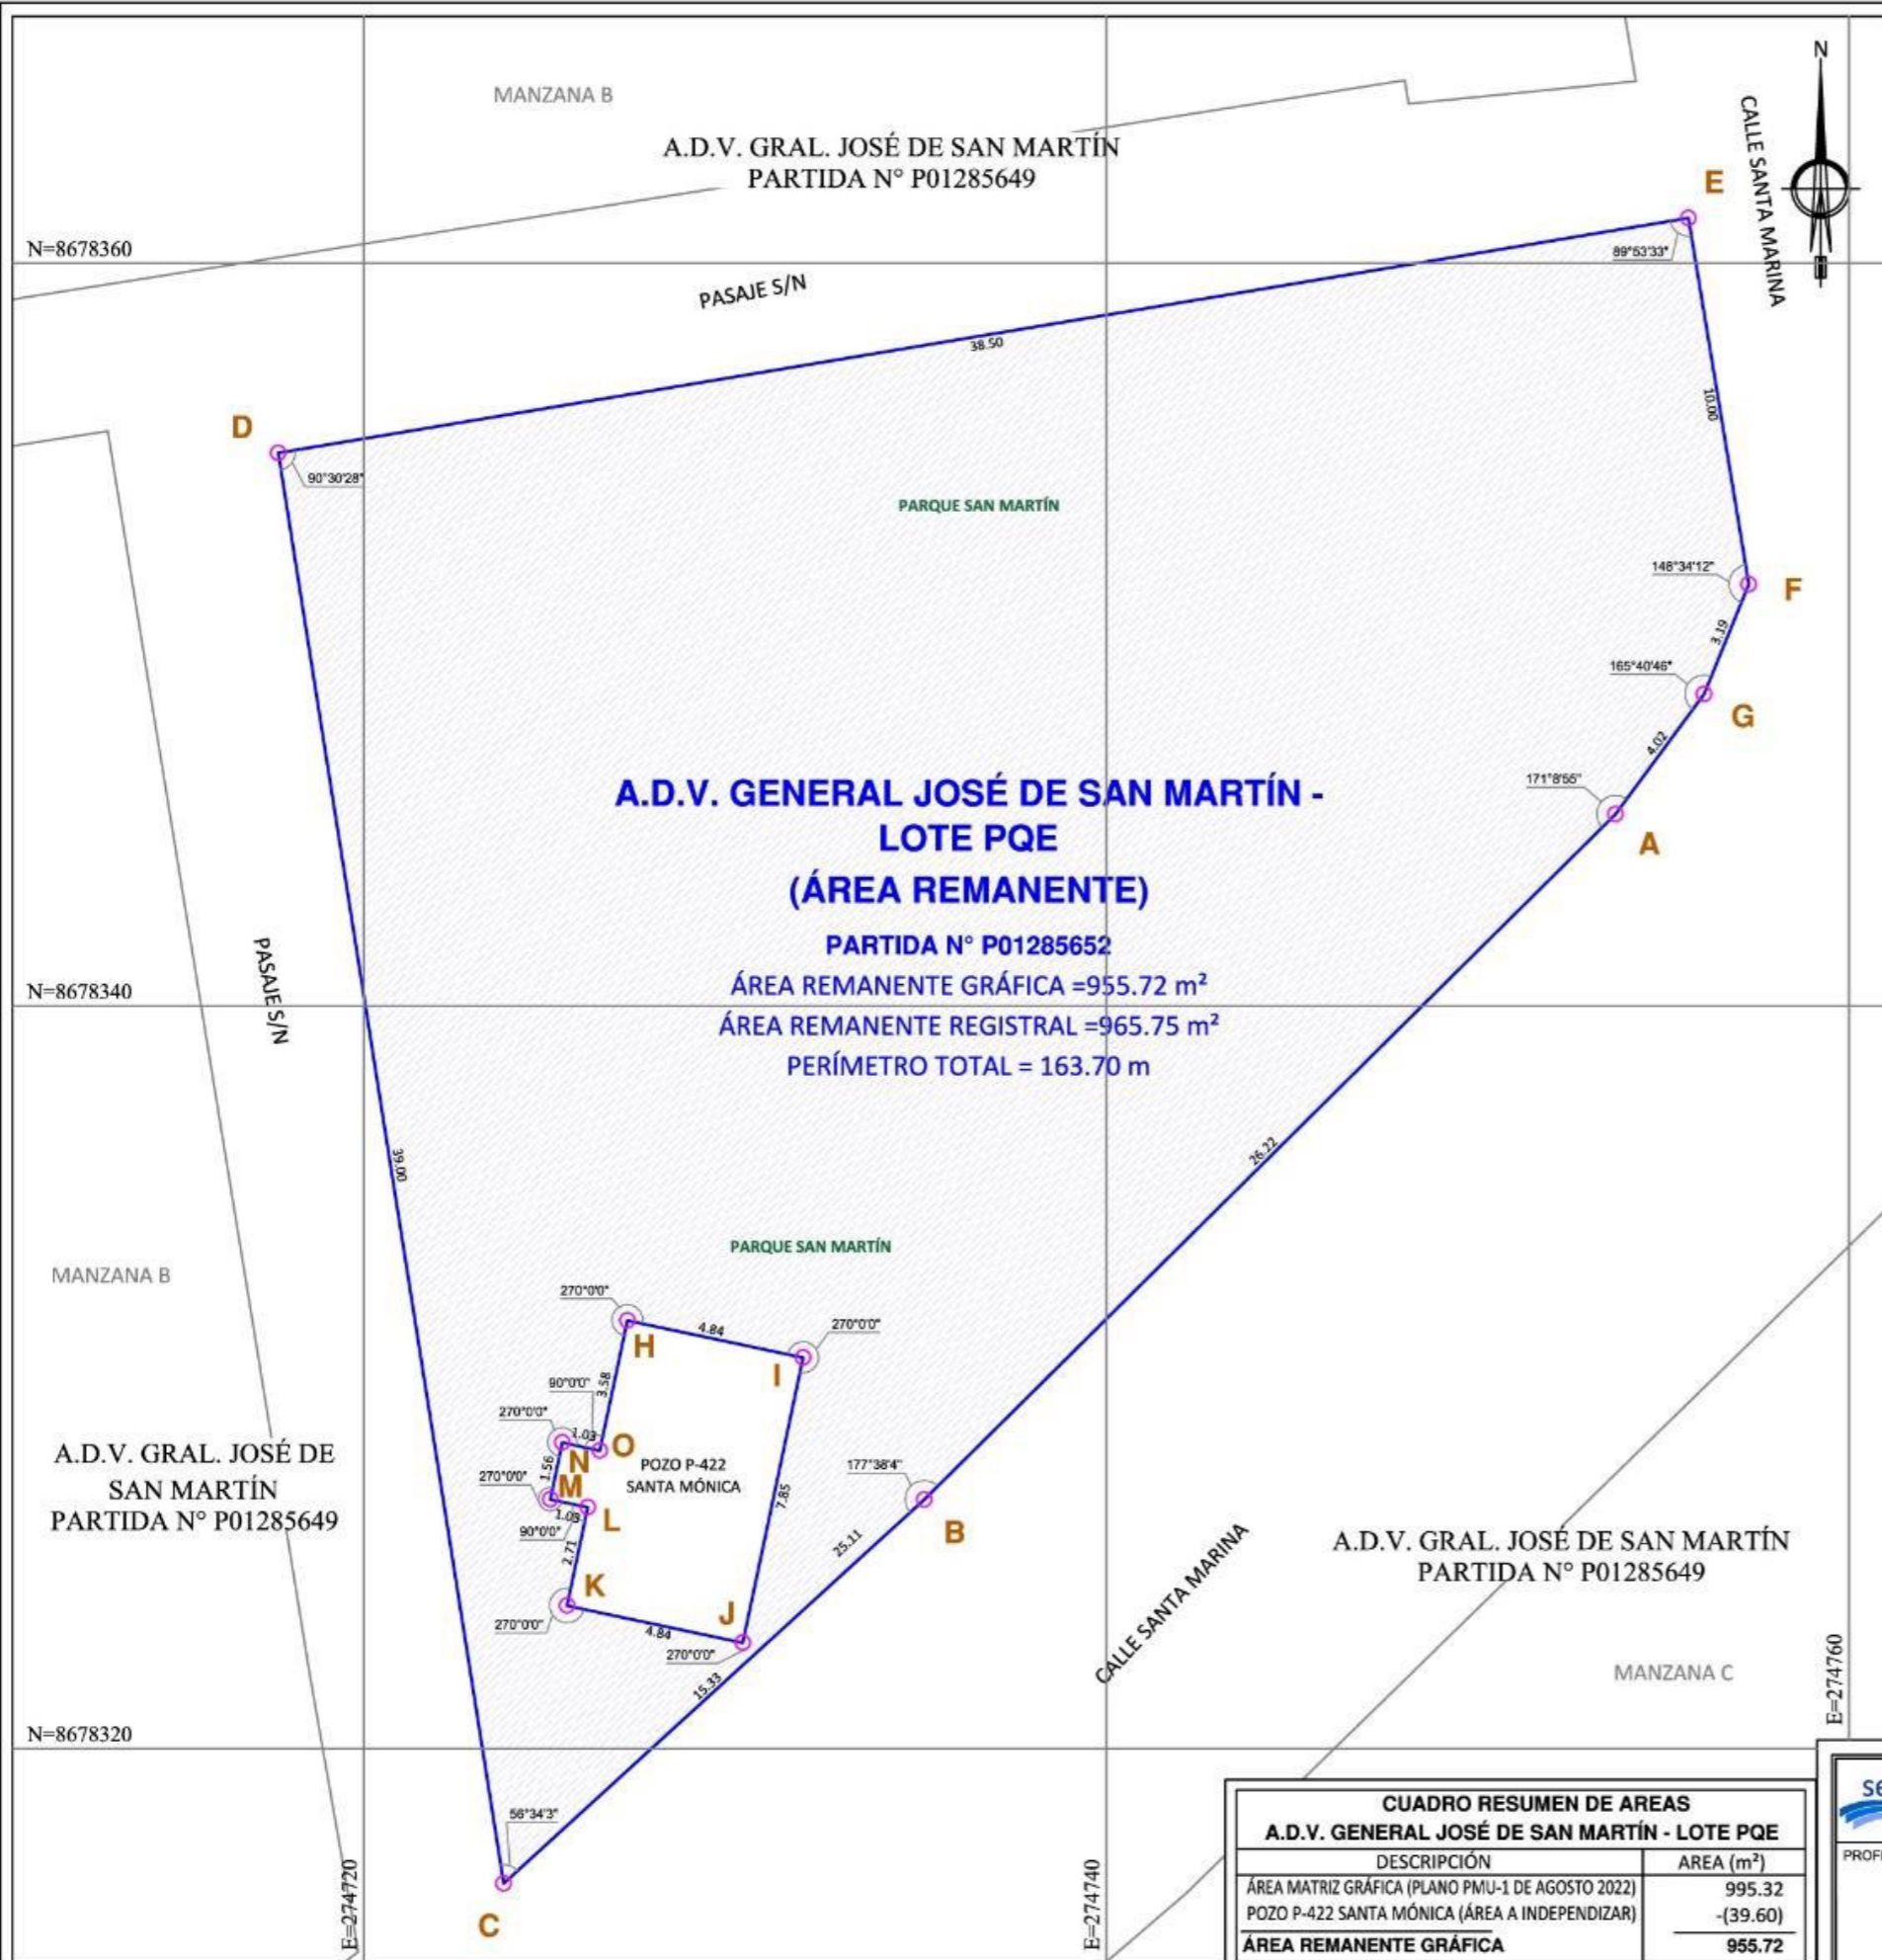 MANZANA B
A.D.V. GRAL. JOSÉ DE SAN MARTÍN
PARTIDA N° P01285649
N
CALLE SANTA MARINA
E
N=8678360
89°53'33"
PASAJE S/N
38.50
10.00
D
90°30'28"
PARQUE SAN MARTÍN
148°34'12"
F
3.19
165°40'46"
G
4.02
171°8'55"
A
A.D.V. GENERAL JOSÉ DE SAN MARTÍN -
LOTE PQE
(ÁREA REMANENTE)
PARTIDA N° P01285652
ÁREA REMANENTE GRÁFICA =955.72 m²
ÁREA REMANENTE REGISTRAL =965.75 m²
PERÍMETRO TOTAL = 163.70 m
N=8678340
PASAJE S/N
39.00
26.22
PARQUE SAN MARTÍN
MANZANA B
270°0'0"
H
4.84
270°0'0"
I
90°0'0"
3.58
270°0'0"
1.03
O
N
1.56
POZO P-422
SANTA MÓNICA
270°0'0"
M
L
1.03
90°0'0"
2.71
7.85
177°38'4"
B
25.11
K
270°0'0"
4.84
J
270°0'0"
15.33
A.D.V. GRAL. JOSÉ DE
SAN MARTÍN
PARTIDA N° P01285649
CALLE SANTA MARINA
A.D.V. GRAL. JOSÉ DE SAN MARTÍN
PARTIDA N° P01285649
MANZANA C
E=274760
N=8678320
56°34'3"
C
E=274720
E=274740
CUADRO RESUMEN DE AREAS
A.D.V. GENERAL JOSÉ DE SAN MARTÍN - LOTE PQE
DESCRIPCIÓN AREA (m²)
ÁREA MATRIZ GRÁFICA (PLANO PMU-1 DE AGOSTO 2022) 995.32
POZO P-422 SANTA MÓNICA (ÁREA A INDEPENDIZAR) -(39.60)
ÁREA REMANENTE GRÁFICA 955.72